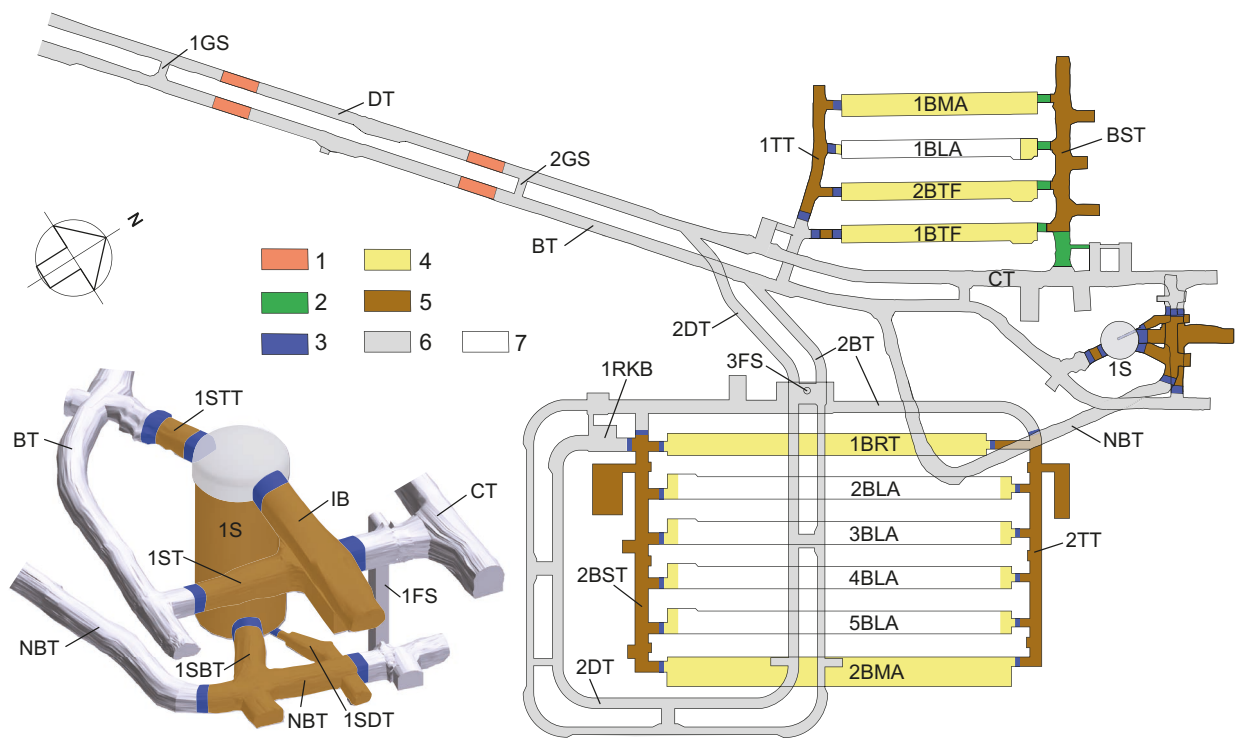 1GS
DT
2GS
BT
1TT
1BMA
1BLA
2BTF
1BTF
BST
CT
N
1
2
3
4
5
6
7
2DT
2BT
3FS
1RKB
1S
NBT
1BRT
2BLA
3BLA
4BLA
5BLA
2BMA
2BST
2TT
2DT
1STT
BT
IB
CT
1S
1ST
1FS
NBT
1SBT
NBT
1SDT